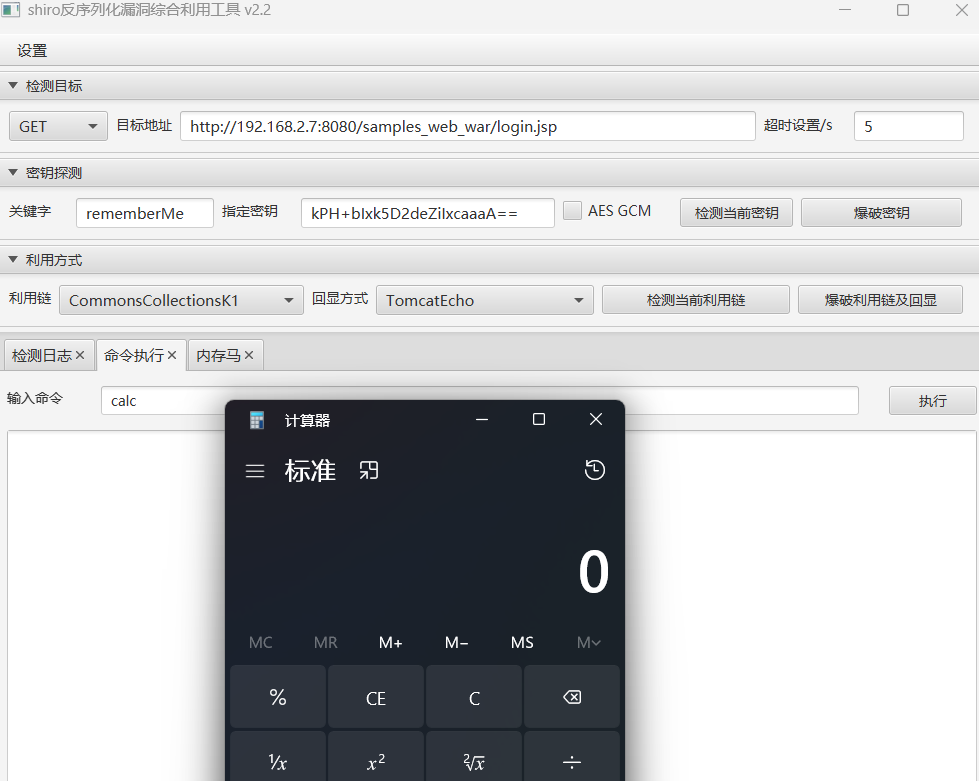 shiro反序列化漏洞综合利用工具 v2.2
设置
检测目标
GET 目标地址 http://192.168.2.7:8080/samples_web_war/login.jsp 超时设置/s 5
密钥探测
关键字 rememberMe 指定密钥 kPH+bIxk5D2deZiIxcaaaA== AES GCM 检测当前密钥 爆破密钥
利用方式
利用链 CommonsCollectionsK1 回显方式 TomcatEcho 检测当前利用链 爆破利用链及回显
检测日志 命令执行 内存马
输入命令 calc 执行
计算器
标准
0
MC MR M+ M− MS M
% CE C
¹/x x² ²√x ÷